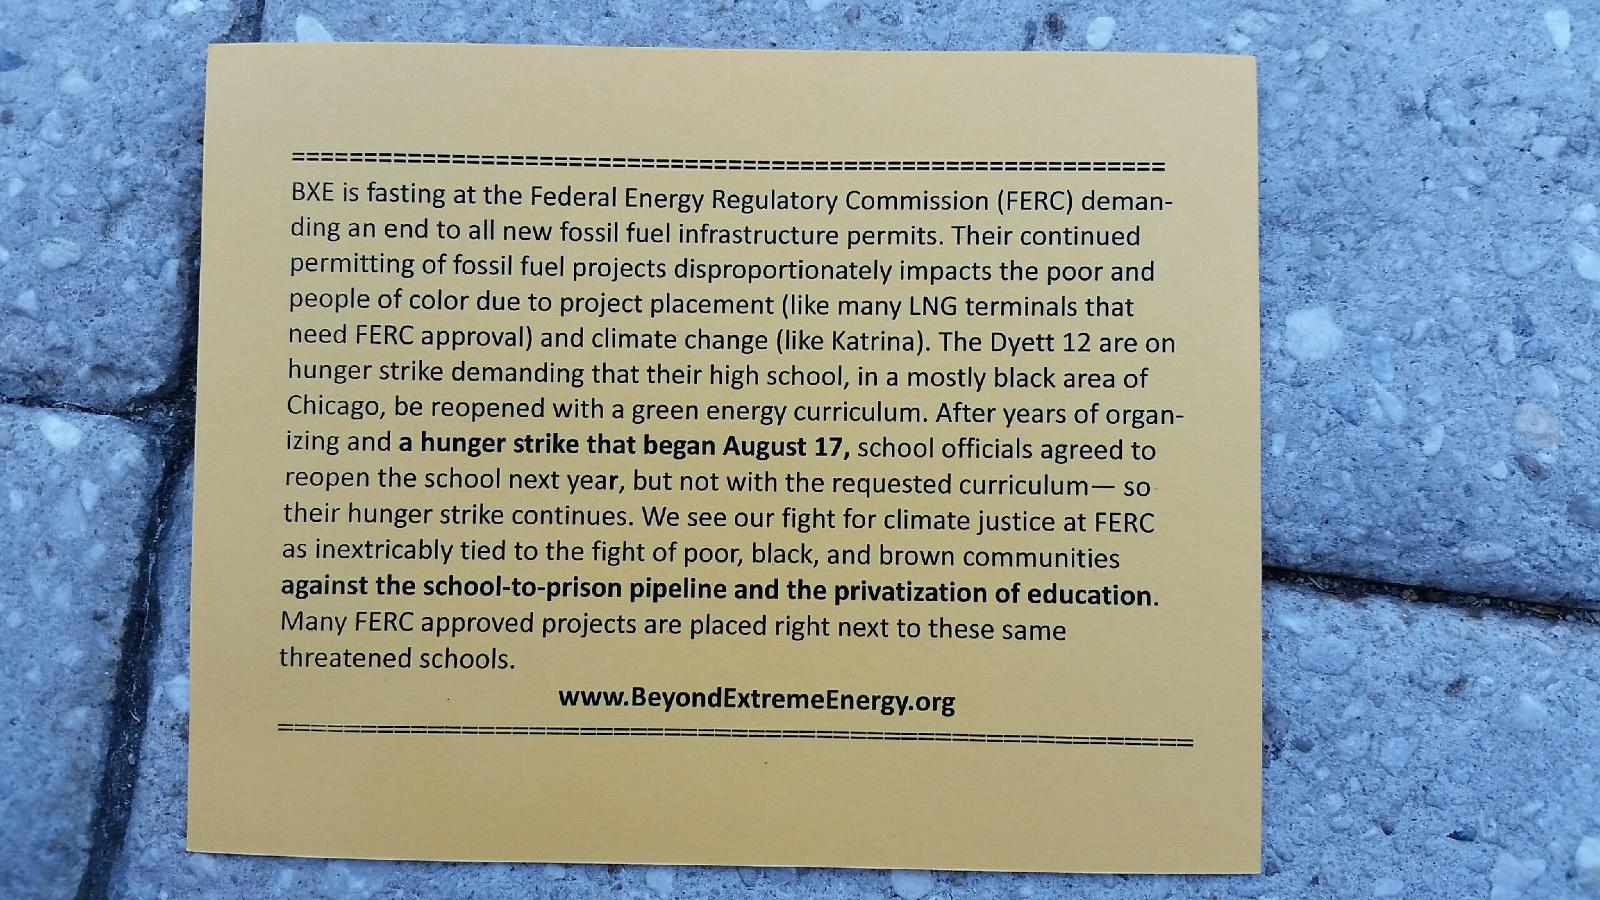 ==============================================================
BXE is fasting at the Federal Energy Regulatory Commission (FERC) deman-
ding an end to all new fossil fuel infrastructure permits. Their continued
permitting of fossil fuel projects disproportionately impacts the poor and
people of color due to project placement (like many LNG terminals that
need FERC approval) and climate change (like Katrina). The Dyett 12 are on
hunger strike demanding that their high school, in a mostly black area of
Chicago, be reopened with a green energy curriculum. After years of organ-
izing and a hunger strike that began August 17, school officials agreed to
reopen the school next year, but not with the requested curriculum— so
their hunger strike continues. We see our fight for climate justice at FERC
as inextricably tied to the fight of poor, black, and brown communities
against the school-to-prison pipeline and the privatization of education.
Many FERC approved projects are placed right next to these same
threatened schools.
www.BeyondExtremeEnergy.org
==============================================================